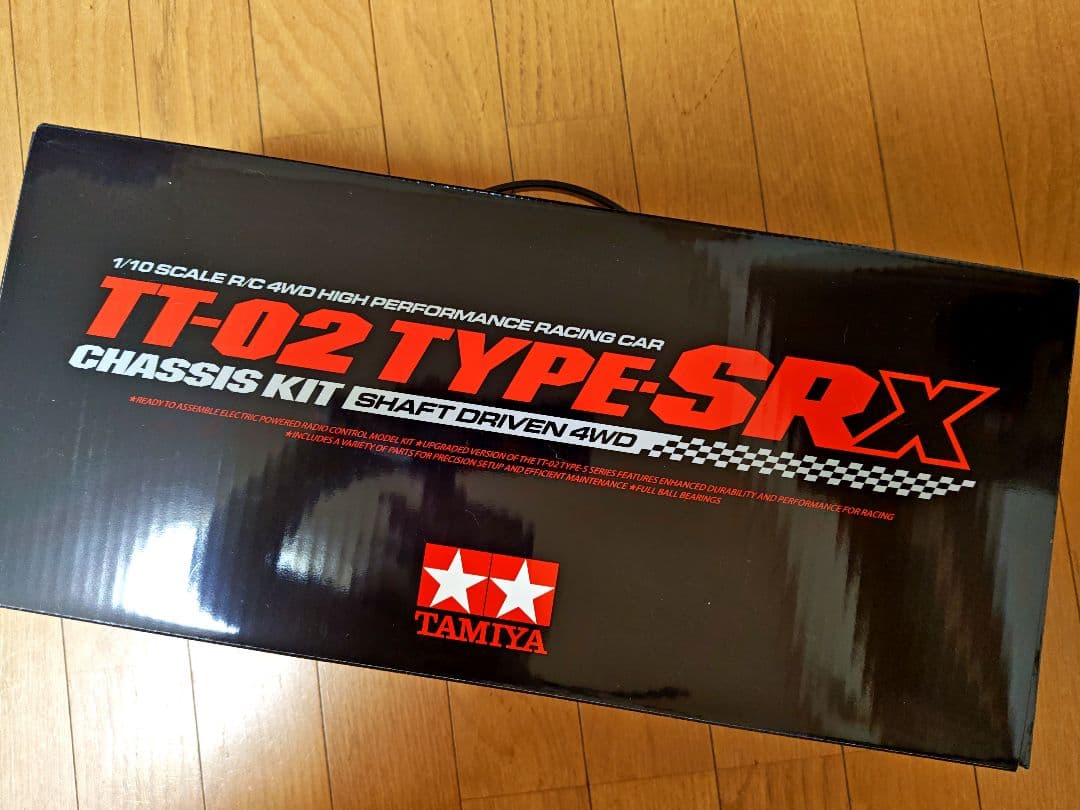 1/10 SCALE R/C 4WD HIGH PERFORMANCE RACING CAR
TT-02 TYPE-SRX
CHASSIS KIT SHAFT DRIVEN 4WD
★READY TO ASSEMBLE ELECTRIC POWERED RADIO CONTROL MODEL KIT ★UPGRADED VERSION OF THE TT-02 TYPE-S SERIES FEATURES ENHANCED DURABILITY AND PERFORMANCE FOR RACING
★INCLUDES A VARIETY OF PARTS FOR PRECISION SETUP AND EFFICIENT MAINTENANCE ★FULL BALL BEARINGS
TAMIYA